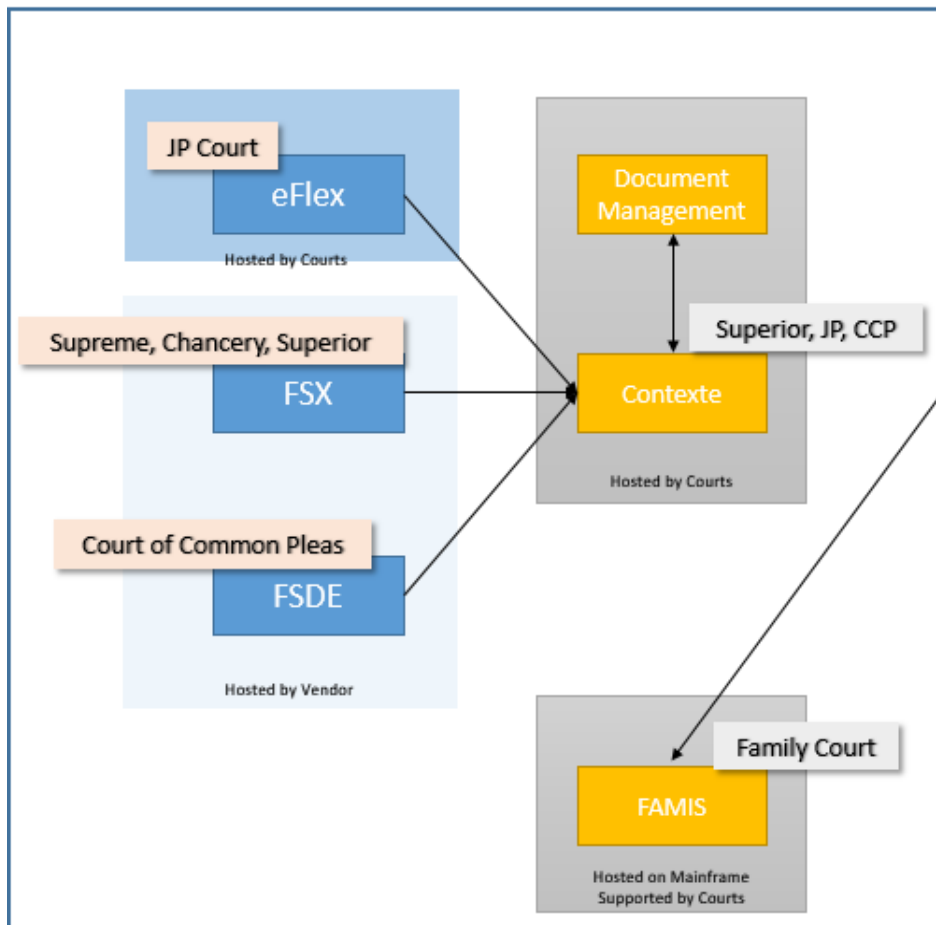 JP Court
eFlex
Hosted by Courts
Supreme, Chancery, Superior
FSX
Court of Common Pleas
FSDE
Hosted by Vendor
Document
Management
Superior, JP, CCP
Contexte
Hosted by Courts
Family Court
FAMIS
Hosted on Mainframe
Supported by Courts